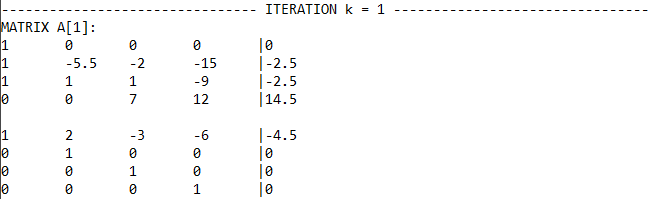 -------------------------------- ITERATION k = 1 --------------------------------
MATRIX A[1]:
1 0 0 0 |0
1 -5.5 -2 -15 |-2.5
1 1 1 -9 |-2.5
0 0 7 12 |14.5
1 2 -3 -6 |-4.5
0 1 0 0 |0
0 0 1 0 |0
0 0 0 1 |0